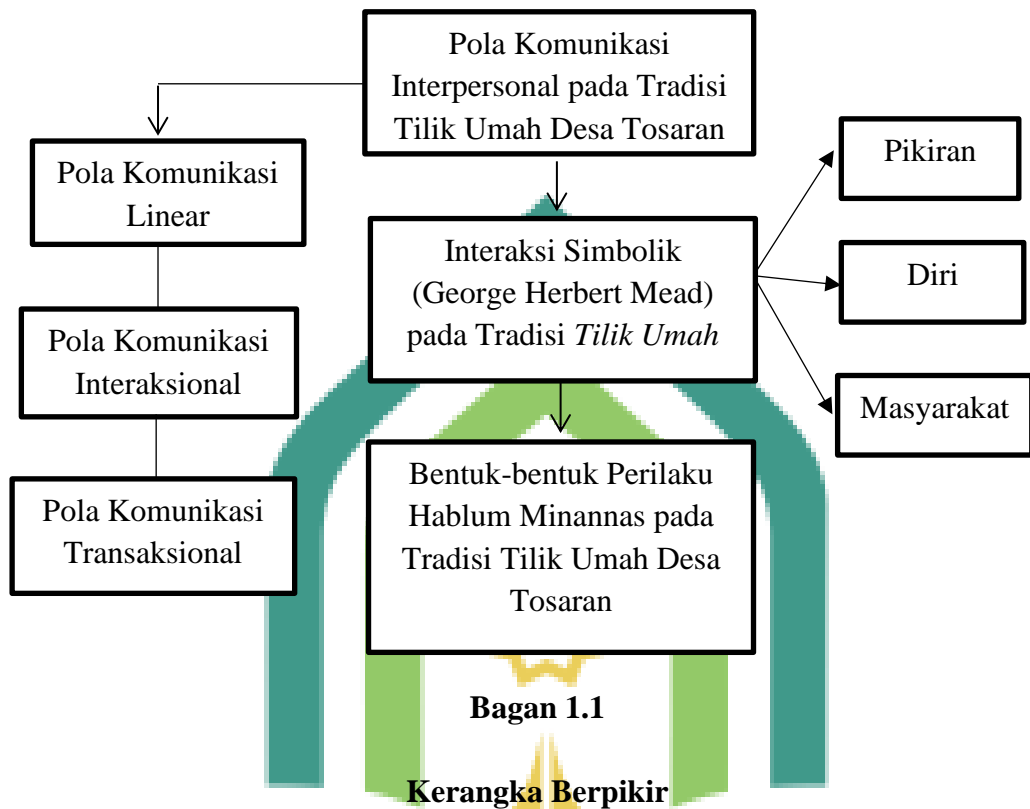 Pola Komunikasi
Interpersonal pada Tradisi
Tilik Umah Desa Tosaran
Pola Komunikasi
Linear
Pola Komunikasi
Interaksional
Pola Komunikasi
Transaksional
Interaksi Simbolik
(George Herbert Mead)
pada Tradisi Tilik Umah
Pikiran
Diri
Masyarakat
Bentuk-bentuk Perilaku
Hablum Minannas pada
Tradisi Tilik Umah Desa
Tosaran
Bagan 1.1
Kerangka Berpikir